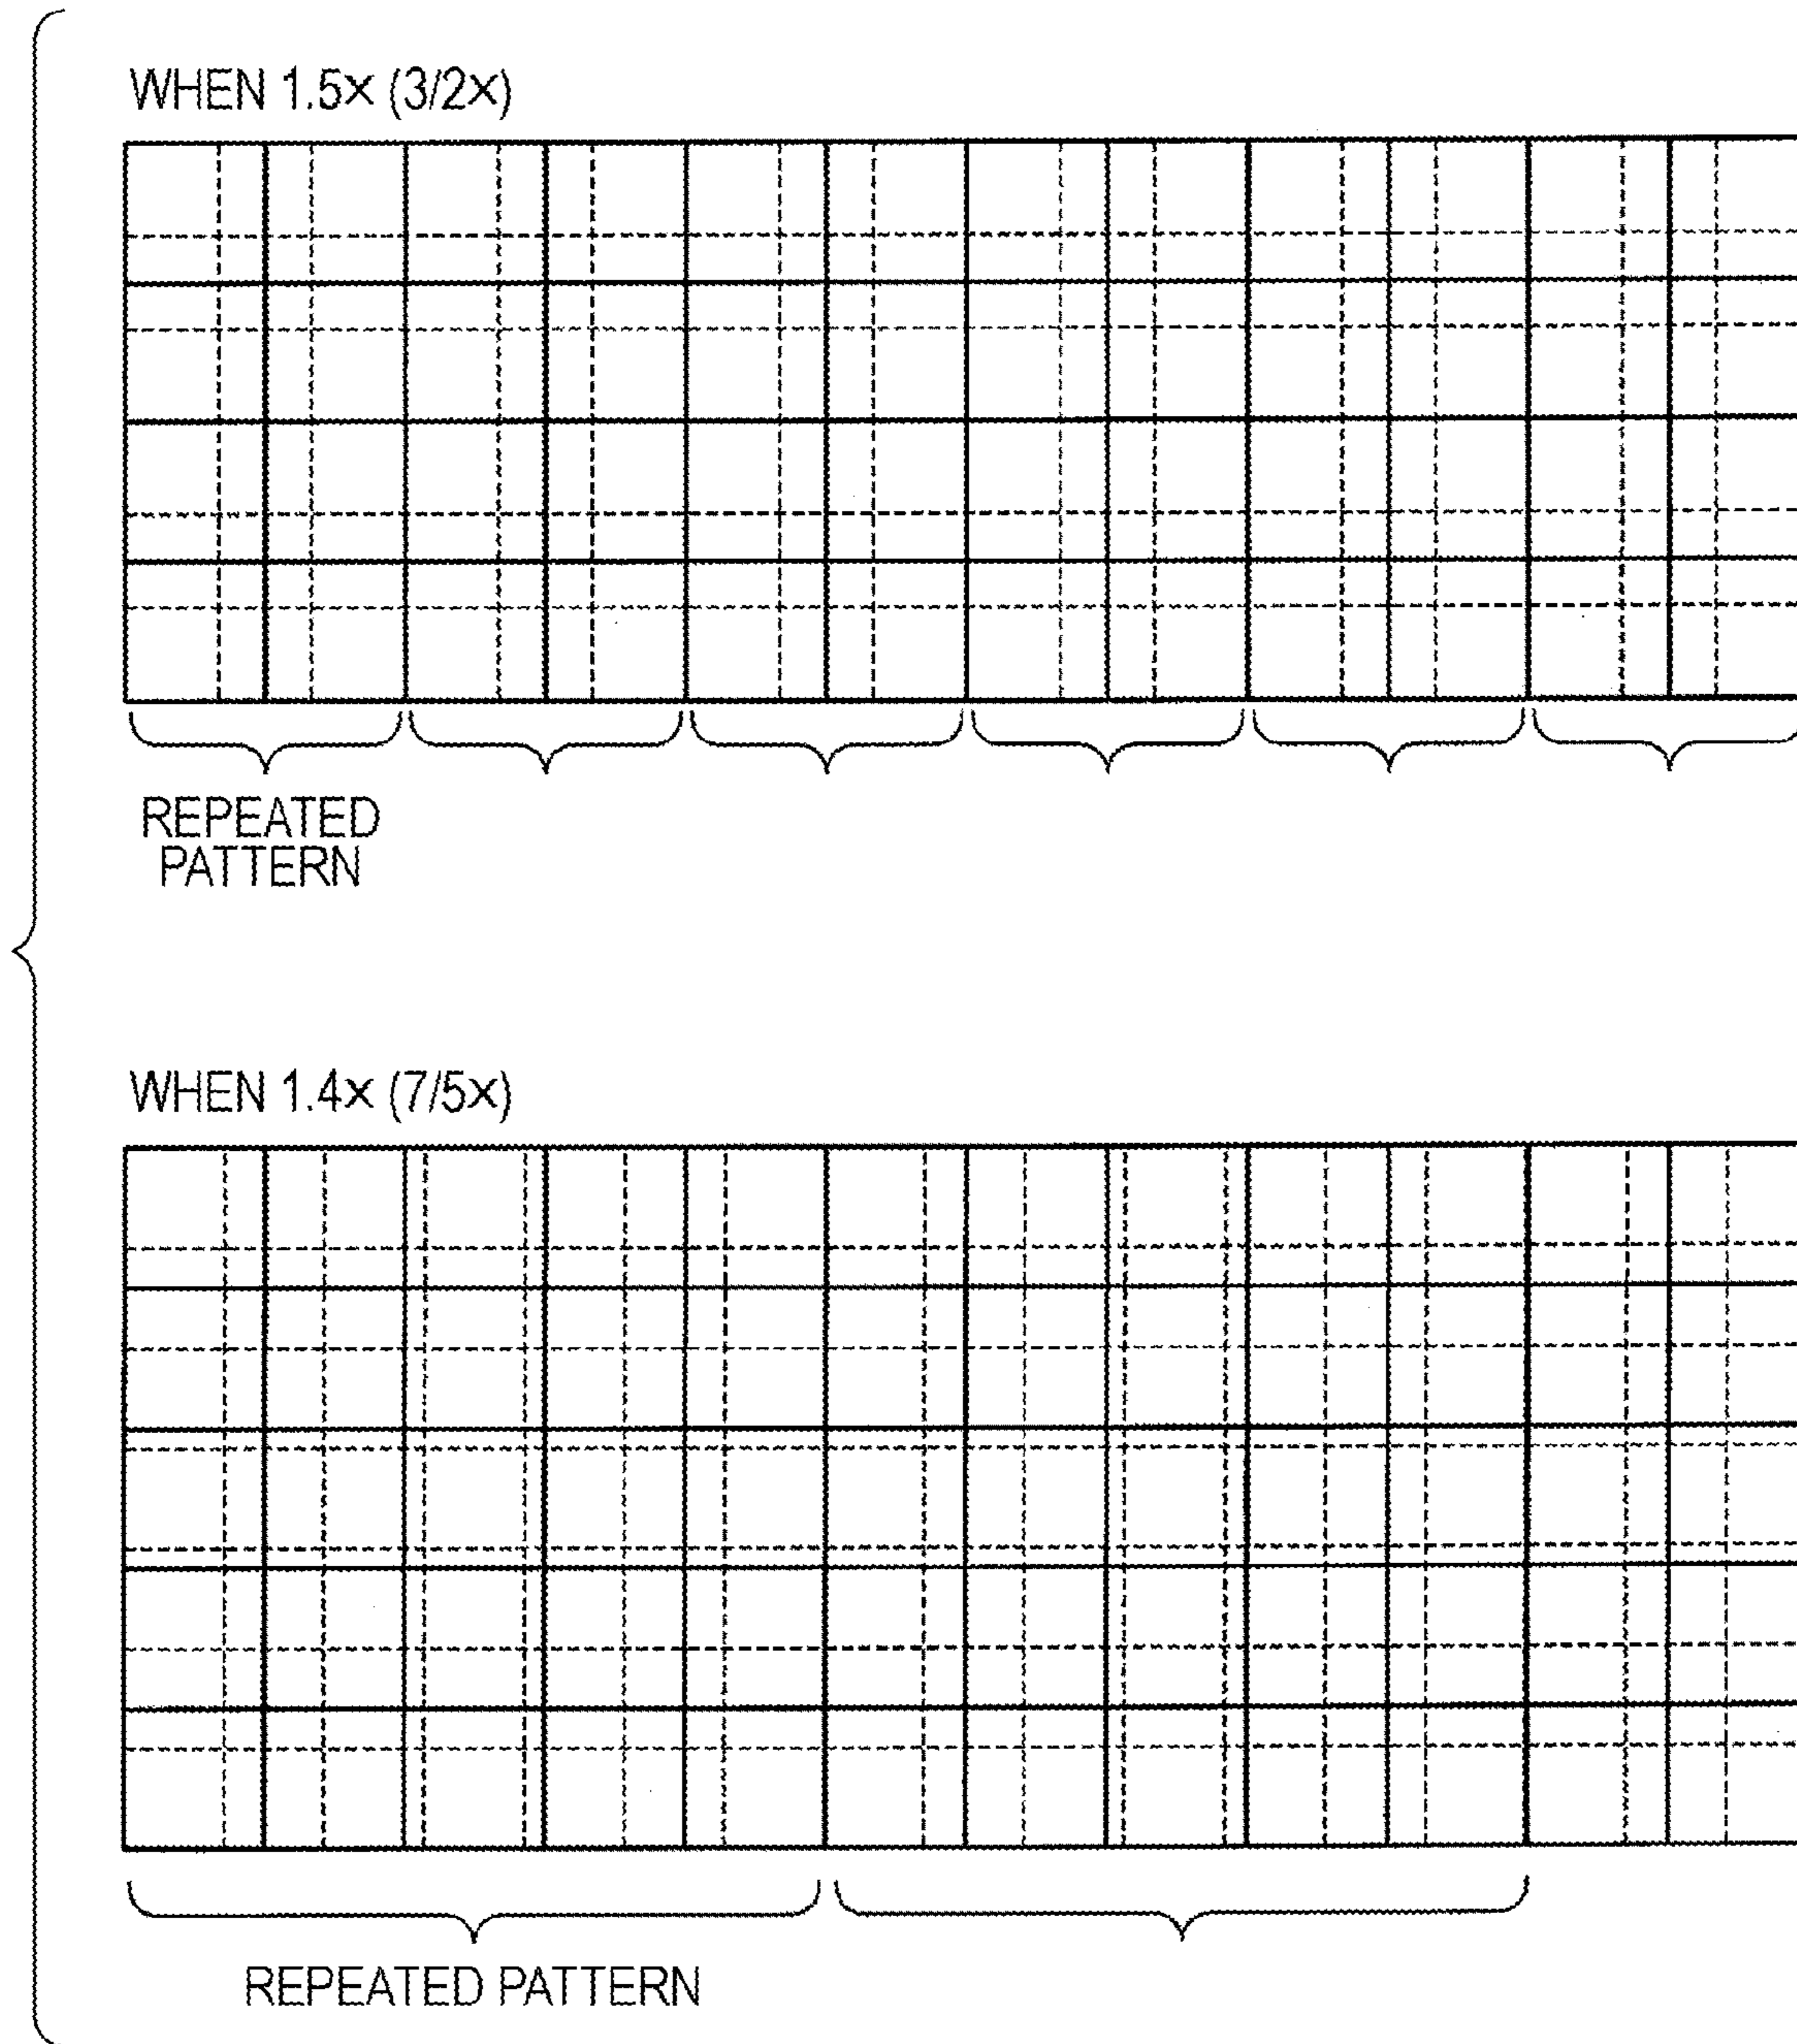 WHEN 1.5× (3/2×)
REPEATED
PATTERN
WHEN 1.4× (7/5×)
REPEATED PATTERN